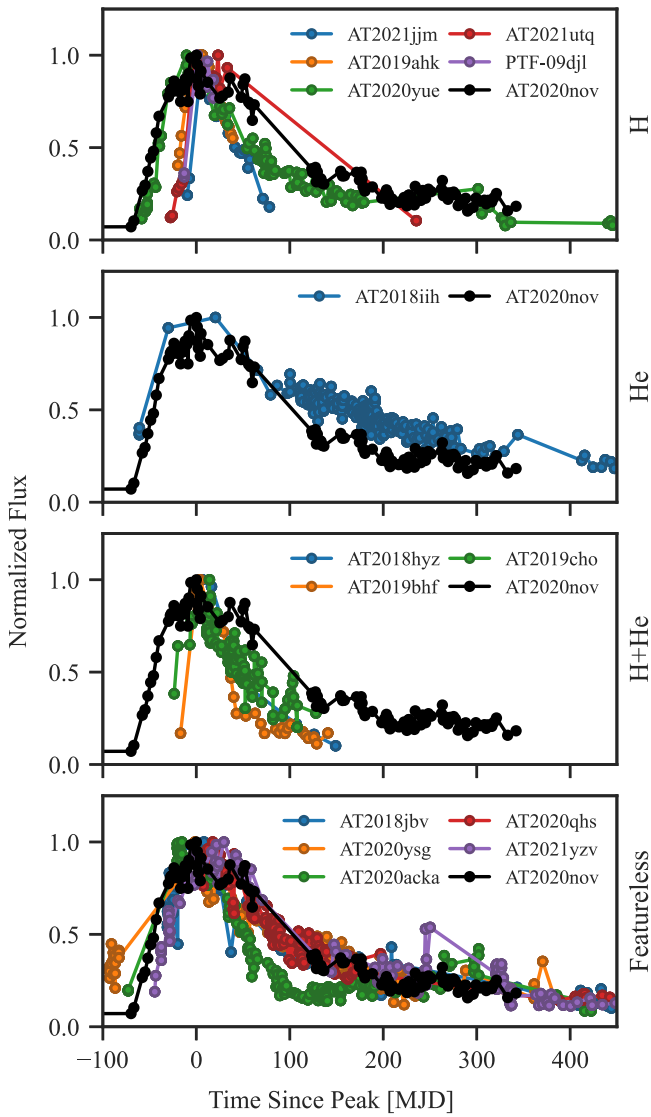 AT2021jjm AT2021utq
AT2019ahk PTF-09djl
AT2020yue AT2020nov
1.0
0.5
0.0
H
AT2018iih AT2020nov
1.0
0.5
0.0
He
AT2018hyz AT2019cho
AT2019bhf AT2020nov
1.0
0.5
0.0
H+He
AT2018jbv AT2020qhs
AT2020ysg AT2021yzv
AT2020acka AT2020nov
1.0
0.5
0.0
Featureless
Normalized Flux
−100 0 100 200 300 400
Time Since Peak [MJD]